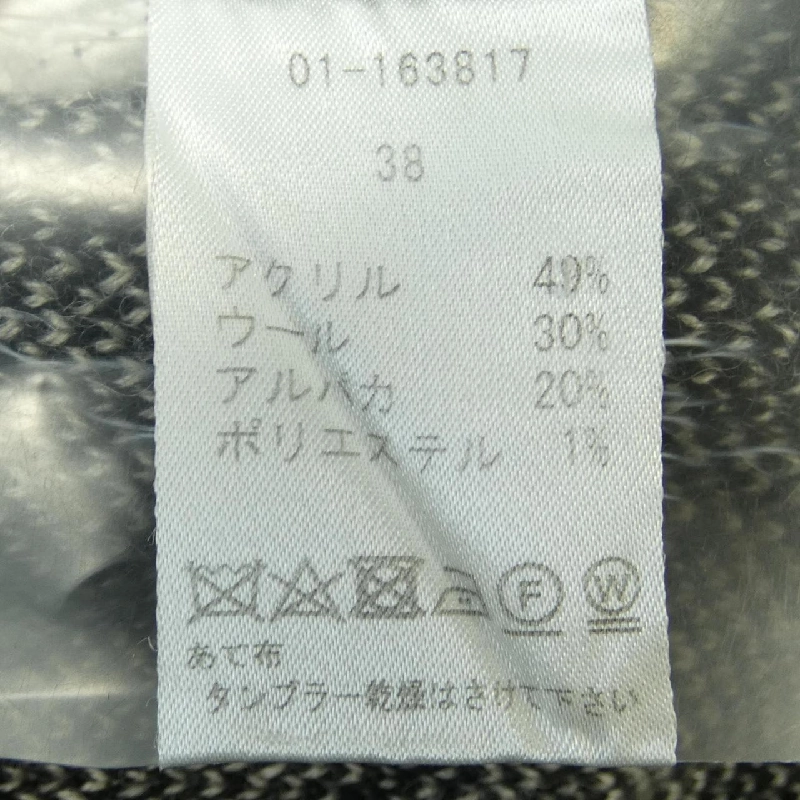 01-163817
38
アクリル 49%
ウール 30%
アルパカ 20%
ポリエステル 1%
F W
あて布
タンブラー乾燥はさけて下さい